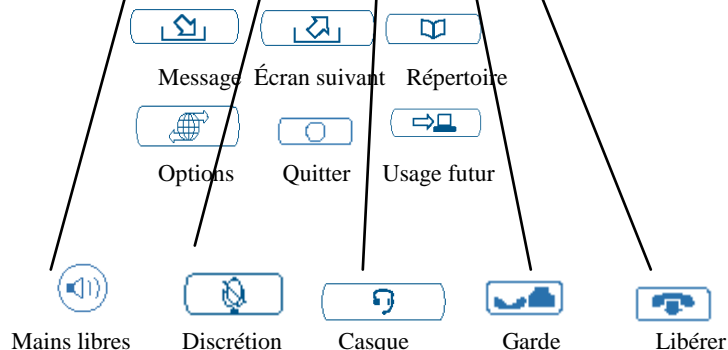 Message Écran suivant Répertoire
Options Quitter Usage futur
Mains libres Discrétion Casque Garde Libérer